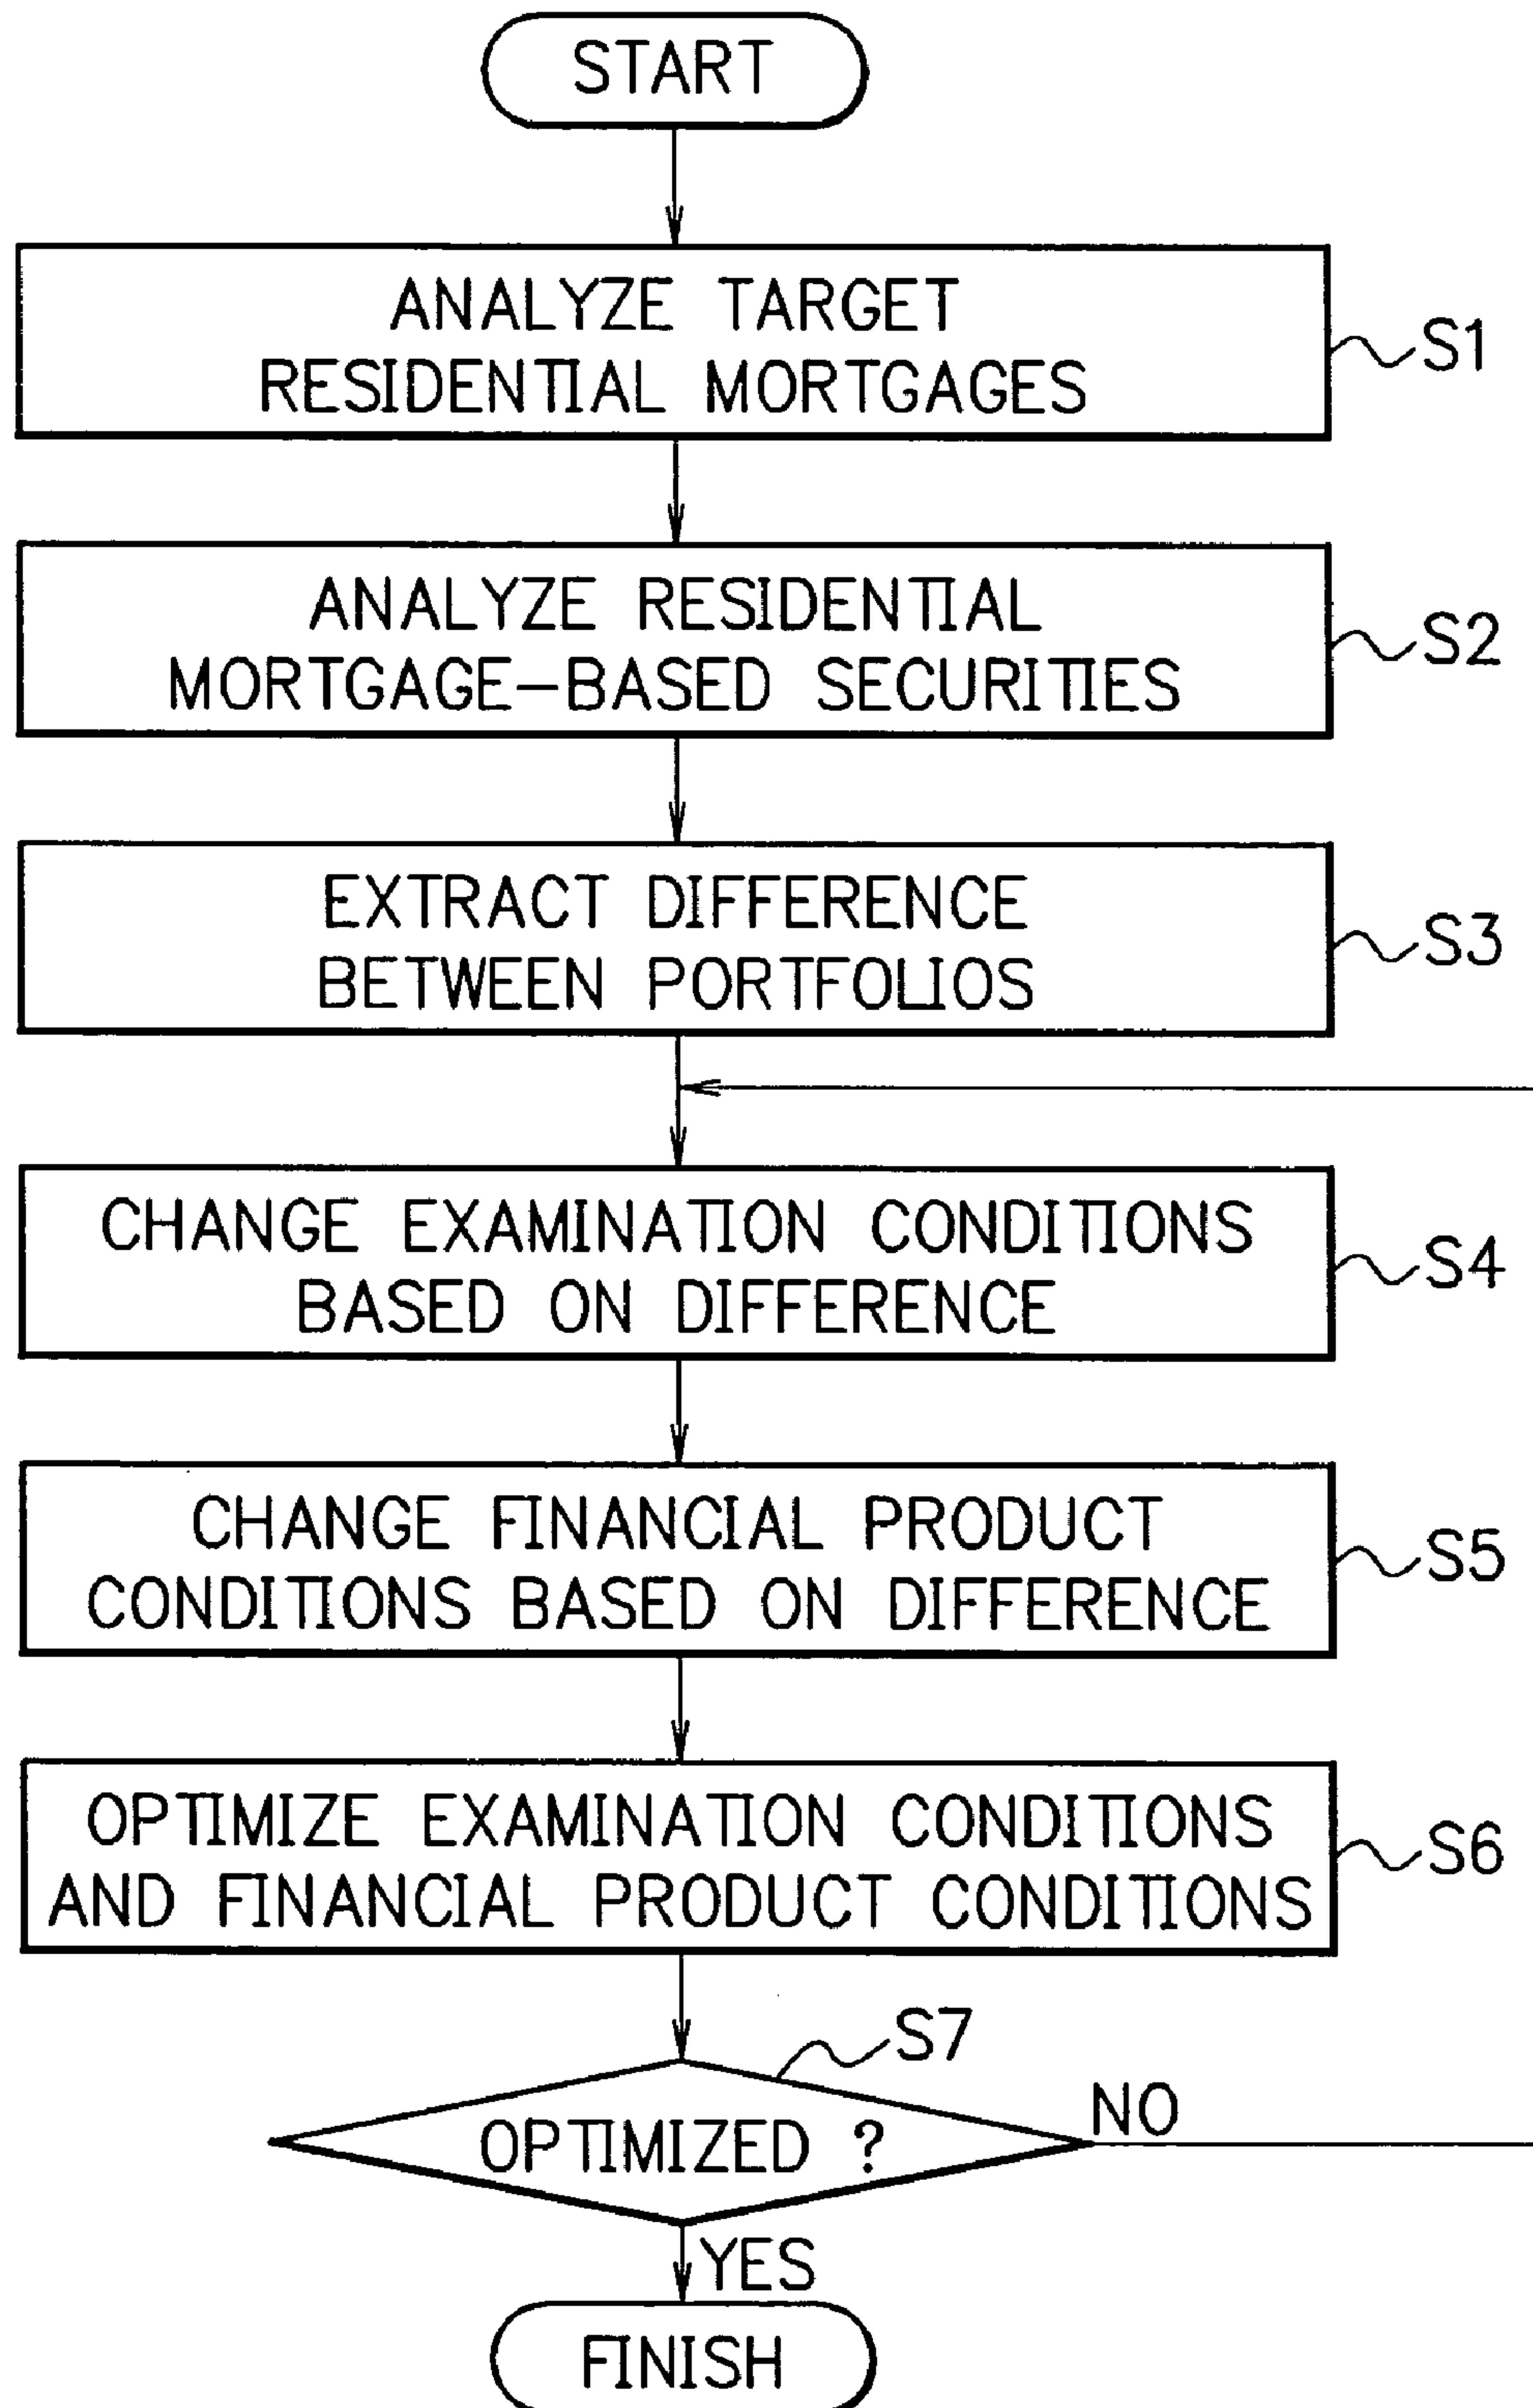 START
ANALYZE TARGET
RESIDENTIAL MORTGAGES
S1
ANALYZE RESIDENTIAL
MORTGAGE-BASED SECURITIES
S2
EXTRACT DIFFERENCE
BETWEEN PORTFOLIOS
S3
CHANGE EXAMINATION CONDITIONS
BASED ON DIFFERENCE
S4
CHANGE FINANCIAL PRODUCT
CONDITIONS BASED ON DIFFERENCE
S5
OPTIMIZE EXAMINATION CONDITIONS
AND FINANCIAL PRODUCT CONDITIONS
S6
S7
OPTIMIZED ?
NO
YES
FINISH